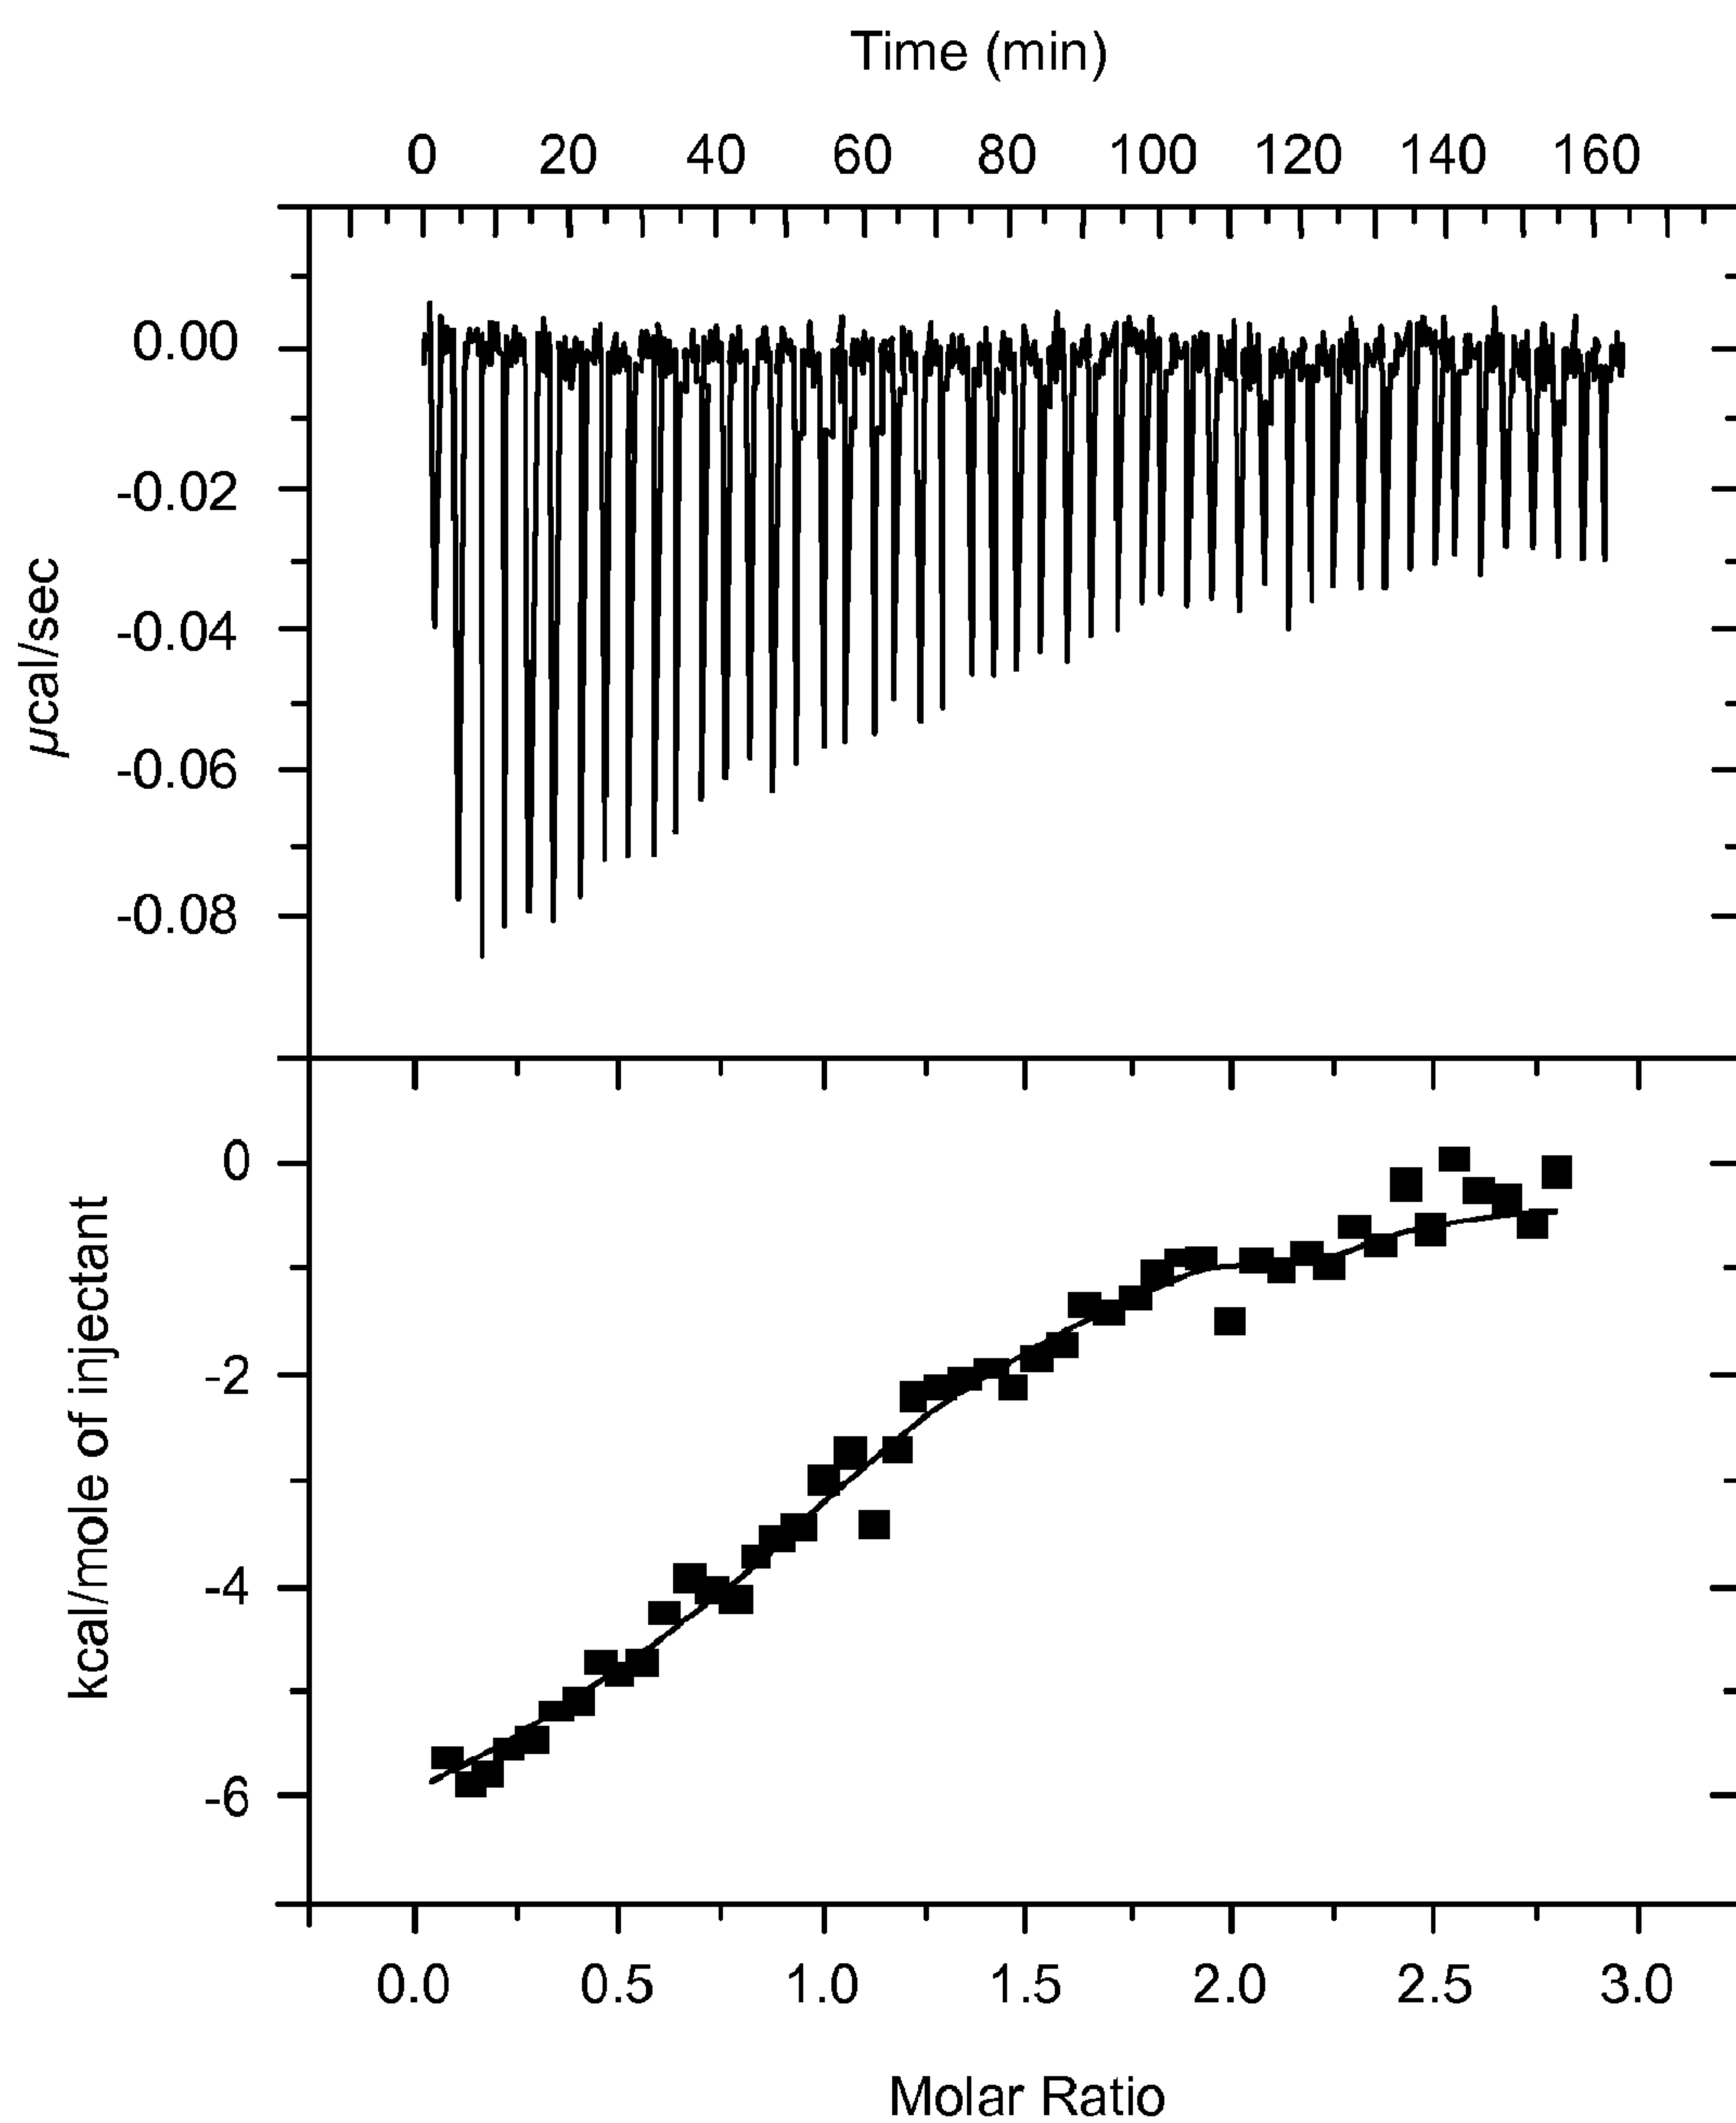 Time (min)
0 20 40 60 80 100 120 140 160
0.00
-0.02
-0.04
-0.06
-0.08
µcal/sec
0
-2
-4
-6
kcal/mole of injectant
0.0 0.5 1.0 1.5 2.0 2.5 3.0
Molar Ratio